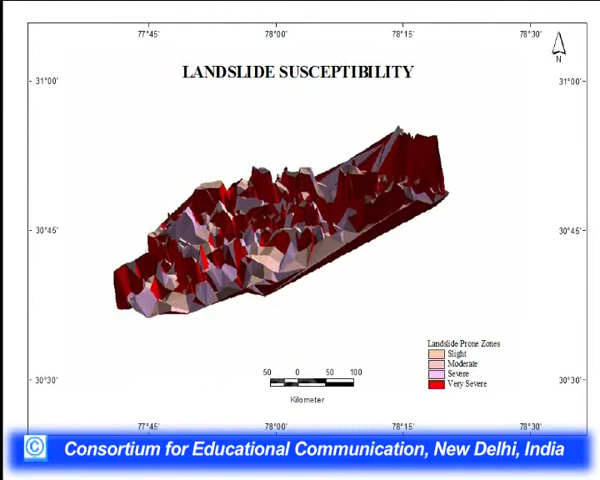 77°45' 78°00' 78°15' 78°30'
N
LANDSLIDE SUSCEPTIBILITY
31°00' 31°00'
30°45' 30°45'
Landslide Prone Zones
Slight
Moderate
Severe
Very Severe
30°30' 30°30'
50 0 50 100
Kilometer
77°45' 78°00' 78°15' 78°30'
© Consortium for Educational Communication, New Delhi, India